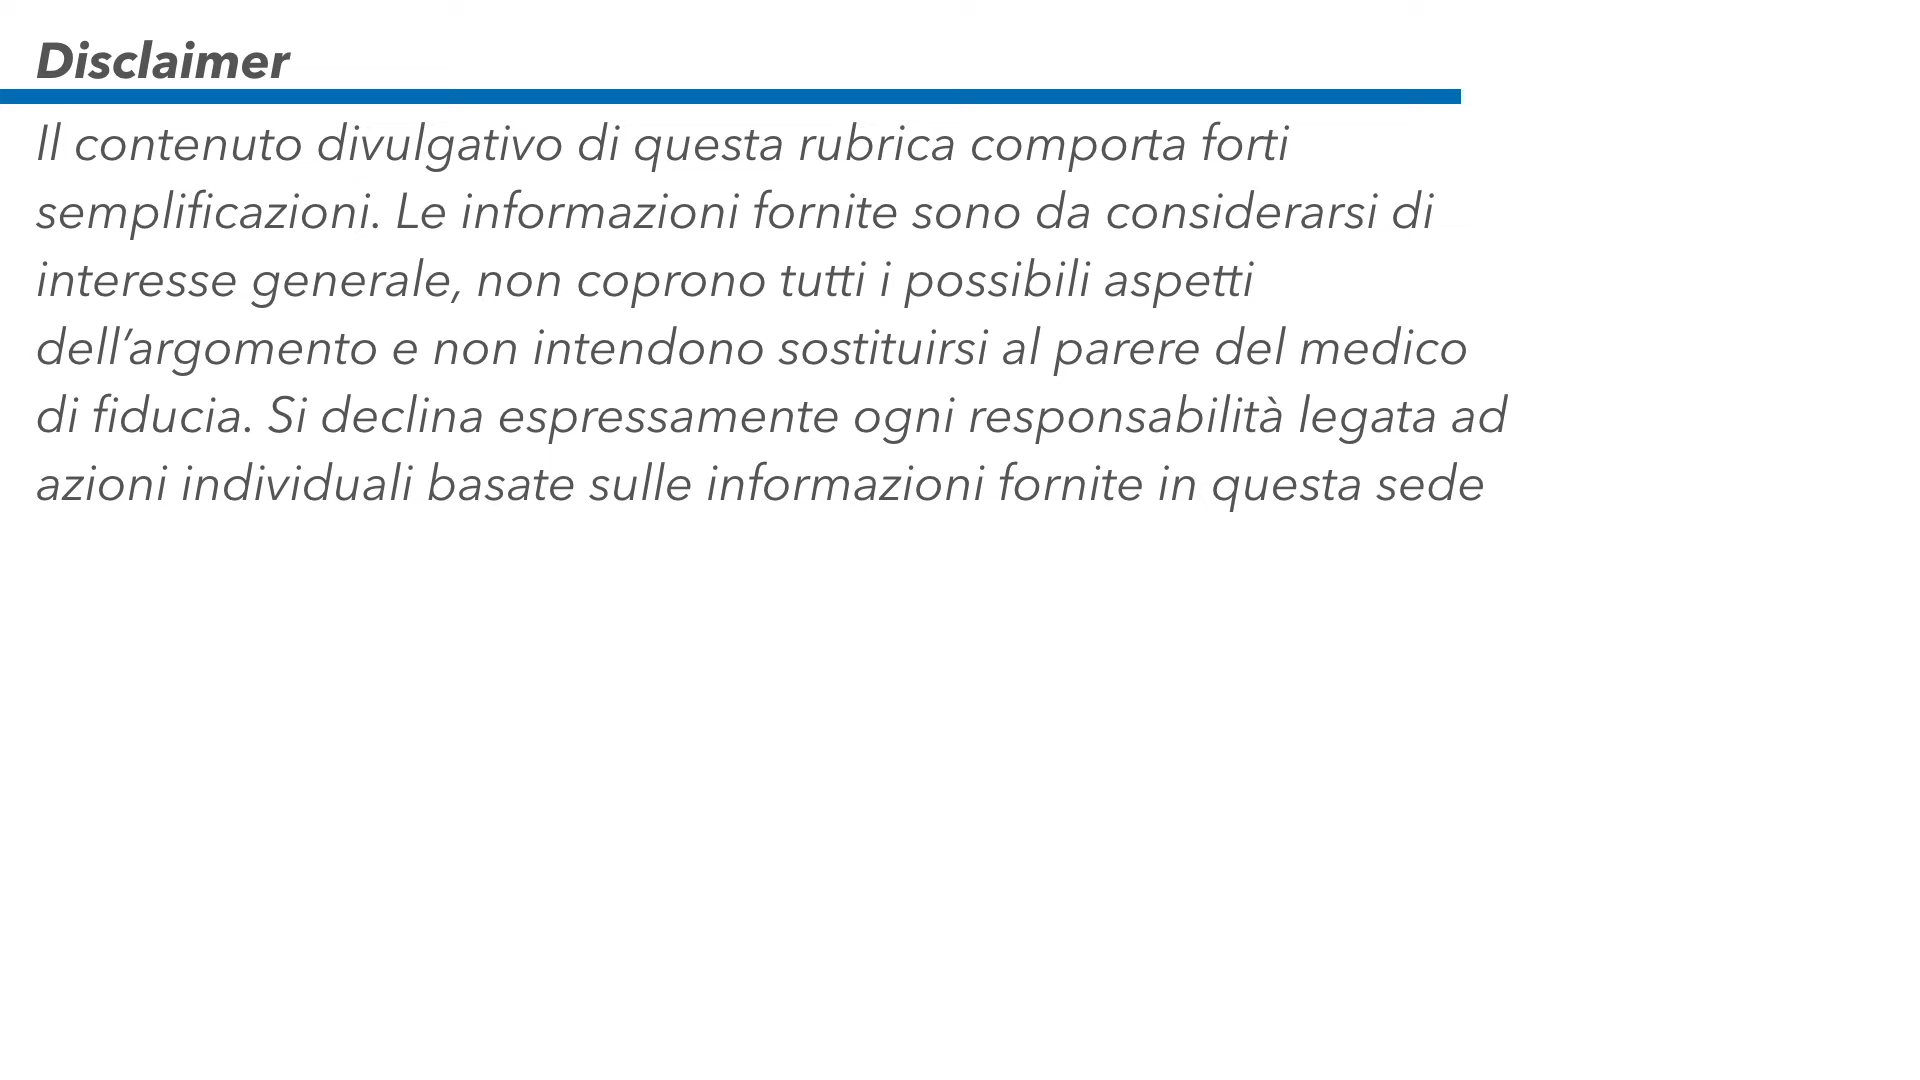 Disclaimer
Il contenuto divulgativo di questa rubrica comporta forti
semplificazioni. Le informazioni fornite sono da considerarsi di
interesse generale, non coprono tutti i possibili aspetti
dell’argomento e non intendono sostituirsi al parere del medico
di fiducia. Si declina espressamente ogni responsabilità legata ad
azioni individuali basate sulle informazioni fornite in questa sede